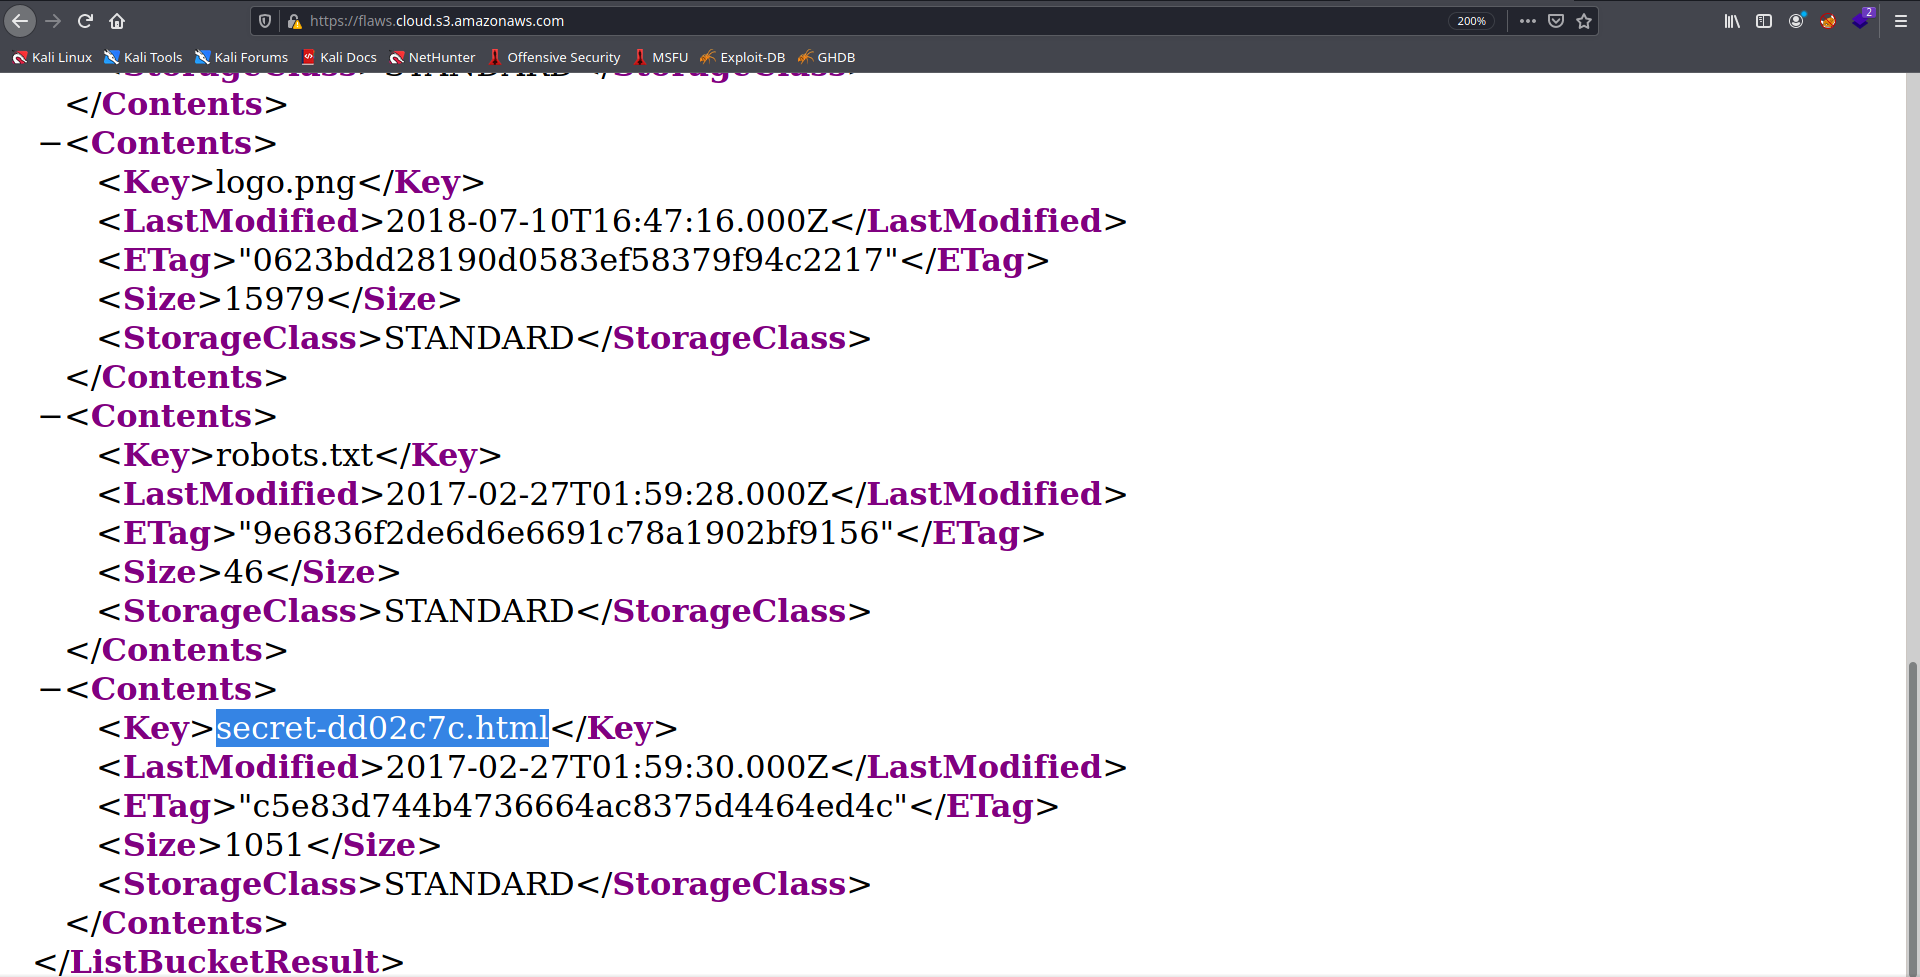 https://flaws.cloud.s3.amazonaws.com 200% 2
Kali Linux Kali Tools Kali Forums Kali Docs NetHunter Offensive Security MSFU Exploit-DB GHDB
<StorageClass>STANDARD</StorageClass>
</Contents>
−<Contents>
<Key>logo.png</Key>
<LastModified>2018-07-10T16:47:16.000Z</LastModified>
<ETag>"0623bdd28190d0583ef58379f94c2217"</ETag>
<Size>15979</Size>
<StorageClass>STANDARD</StorageClass>
</Contents>
−<Contents>
<Key>robots.txt</Key>
<LastModified>2017-02-27T01:59:28.000Z</LastModified>
<ETag>"9e6836f2de6d6e6691c78a1902bf9156"</ETag>
<Size>46</Size>
<StorageClass>STANDARD</StorageClass>
</Contents>
−<Contents>
<Key>secret-dd02c7c.html</Key>
<LastModified>2017-02-27T01:59:30.000Z</LastModified>
<ETag>"c5e83d744b4736664ac8375d4464ed4c"</ETag>
<Size>1051</Size>
<StorageClass>STANDARD</StorageClass>
</Contents>
</ListBucketResult>